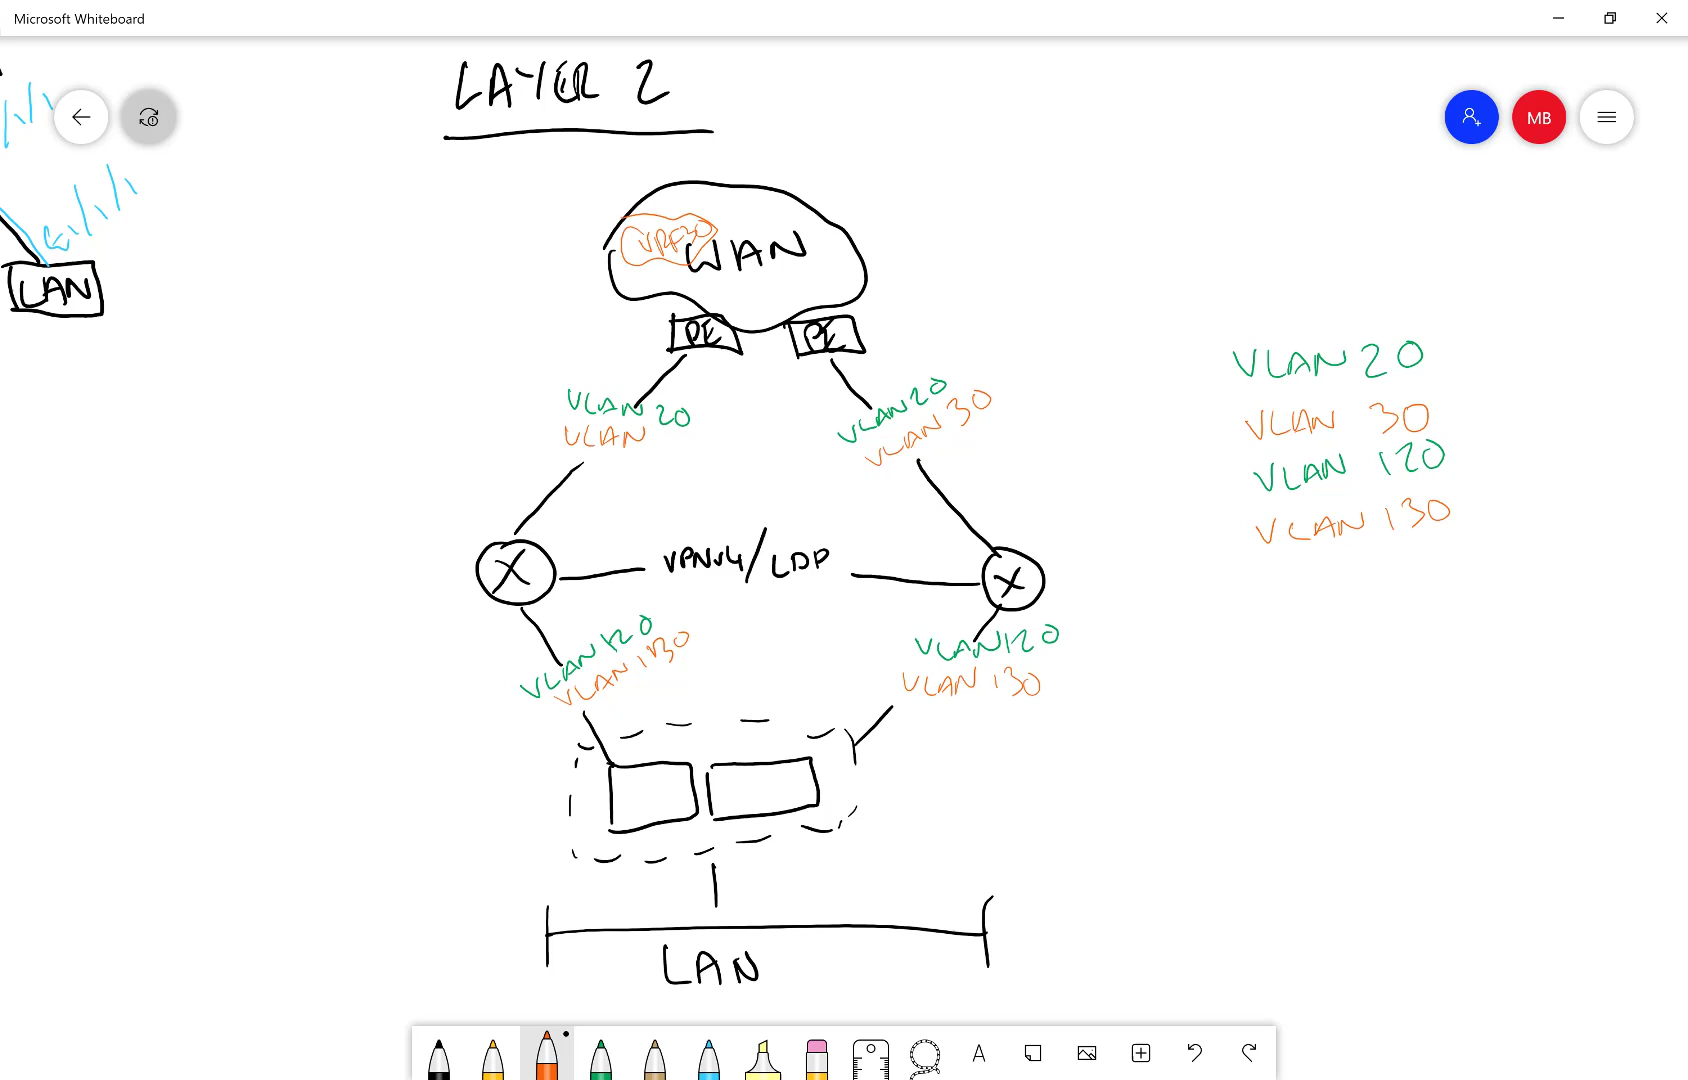 Microsoft Whiteboard
LAYER 2
MB
VRF30
WAN
LAN
PE
PE
VLAN 20
VLAN
VLAN 20
VLAN 30
VLAN 20
VLAN 30
VLAN 120
VLAN 130
VPNv4/LDP
X
X
VLAN 120
VLAN 130
VLAN 120
VLAN 130
LAN